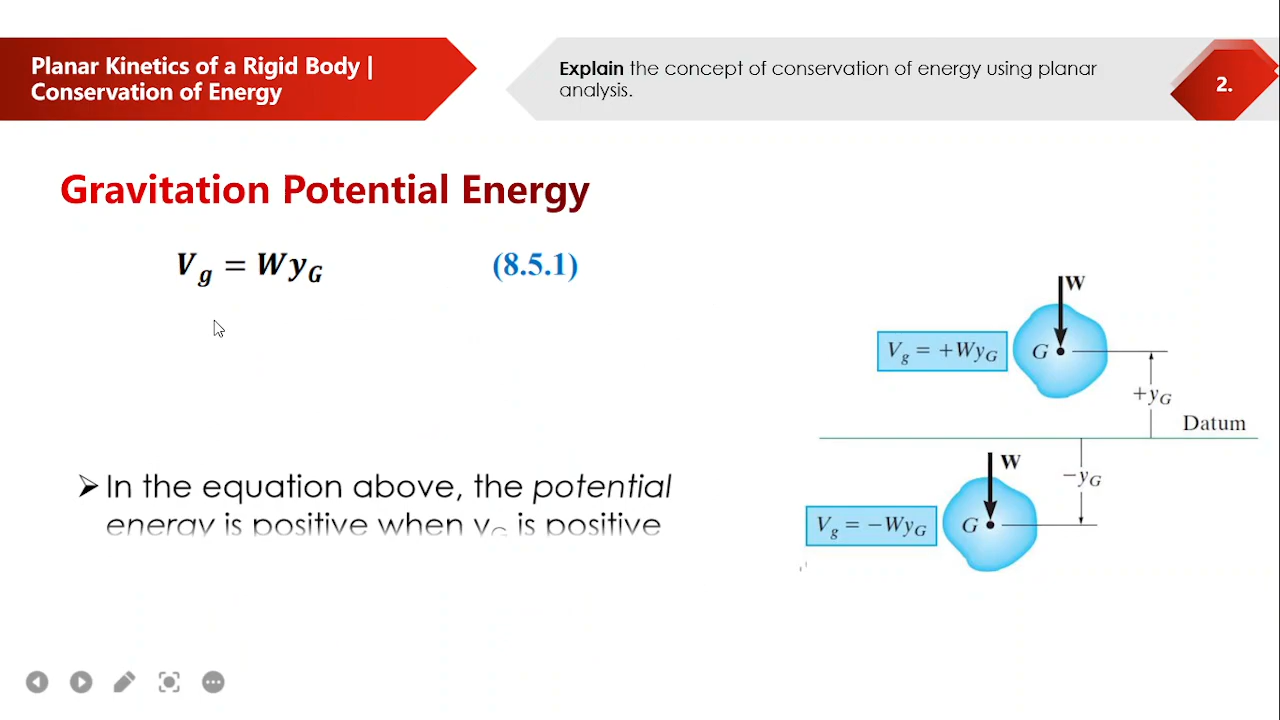 Planar Kinetics of a Rigid Body |
Conservation of Energy
Explain the concept of conservation of energy using planar
analysis.
2.
Gravitation Potential Energy
V_g = Wy_G (8.5.1)
W
V_g = +Wy_G
G
+y_G
Datum
W
−y_G
V_g = −Wy_G
G
➢ In the equation above, the potential
energy is positive when y_G is positive